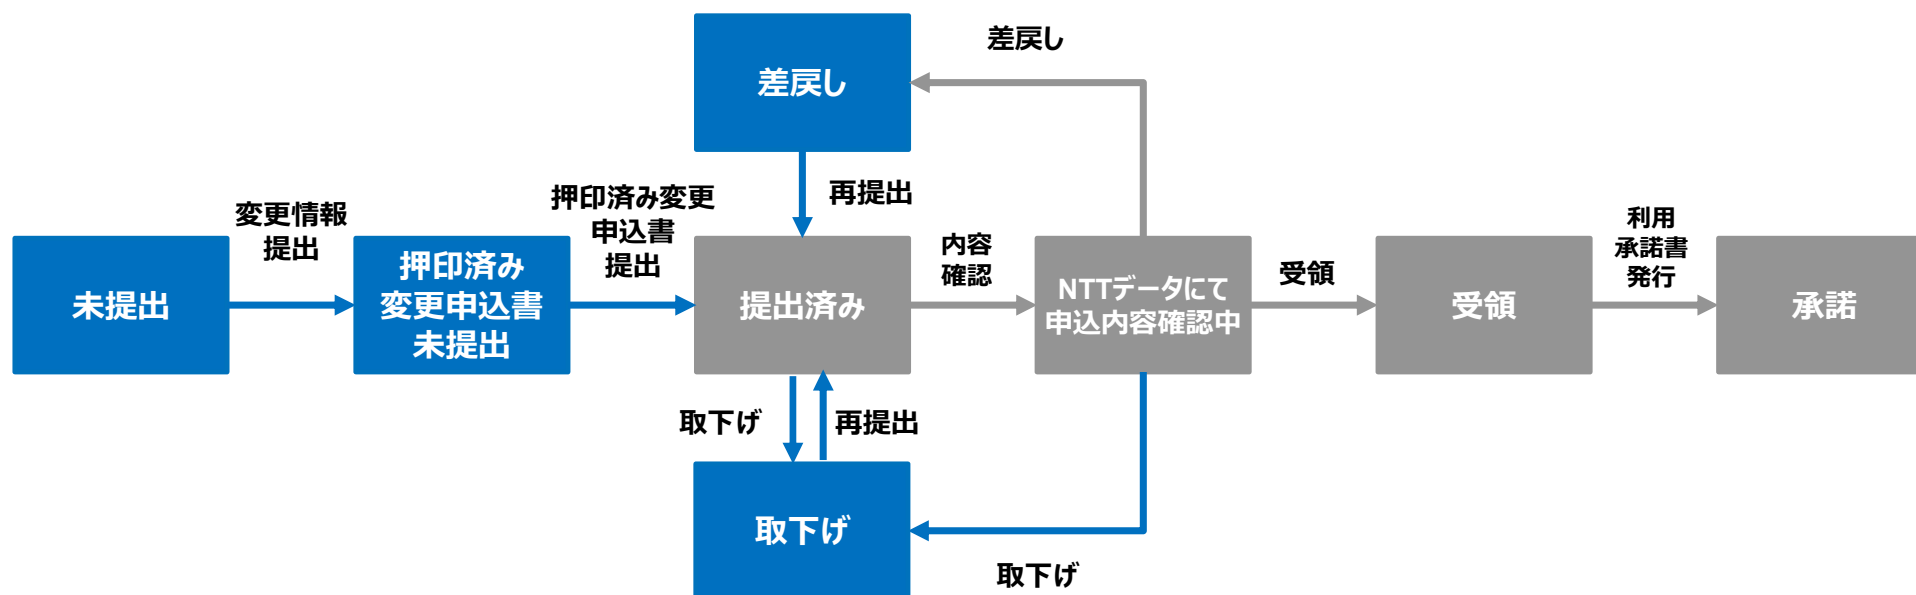 差戻し
差戻し
再提出
変更情報
提出
押印済み変更
申込書
提出
内容
確認
受領
利用
承諾書
発行
未提出
押印済み
変更申込書
未提出
提出済み
NTTデータにて
申込内容確認中
受領
承諾
取下げ
再提出
取下げ
取下げ